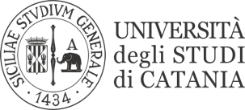 SICILIAE STVDIVM GENERALE
1434
A
UNIVERSITÀ
degli STUDI
di CATANIA